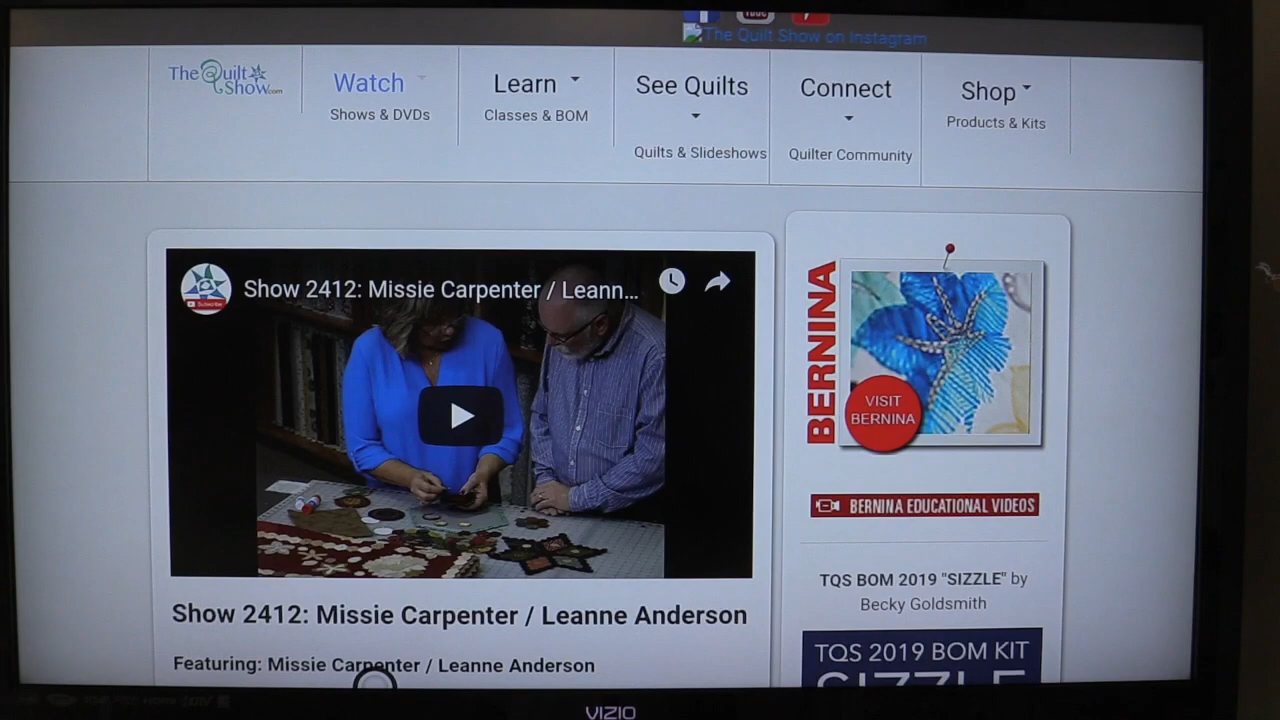 The Quilt Show on Instagram
The Quilt Show.com
Watch
Shows & DVDs
Learn
Classes & BOM
See Quilts
Quilts & Slideshows
Connect
Quilter Community
Shop
Products & Kits
Show 2412: Missie Carpenter / Leann...
Subscribe
BERNINA
VISIT
BERNINA
BERNINA EDUCATIONAL VIDEOS
TQS BOM 2019 "SIZZLE" by
Becky Goldsmith
TQS 2019 BOM KIT
SIZZLE
Show 2412: Missie Carpenter / Leanne Anderson
Featuring: Missie Carpenter / Leanne Anderson
VIZIO